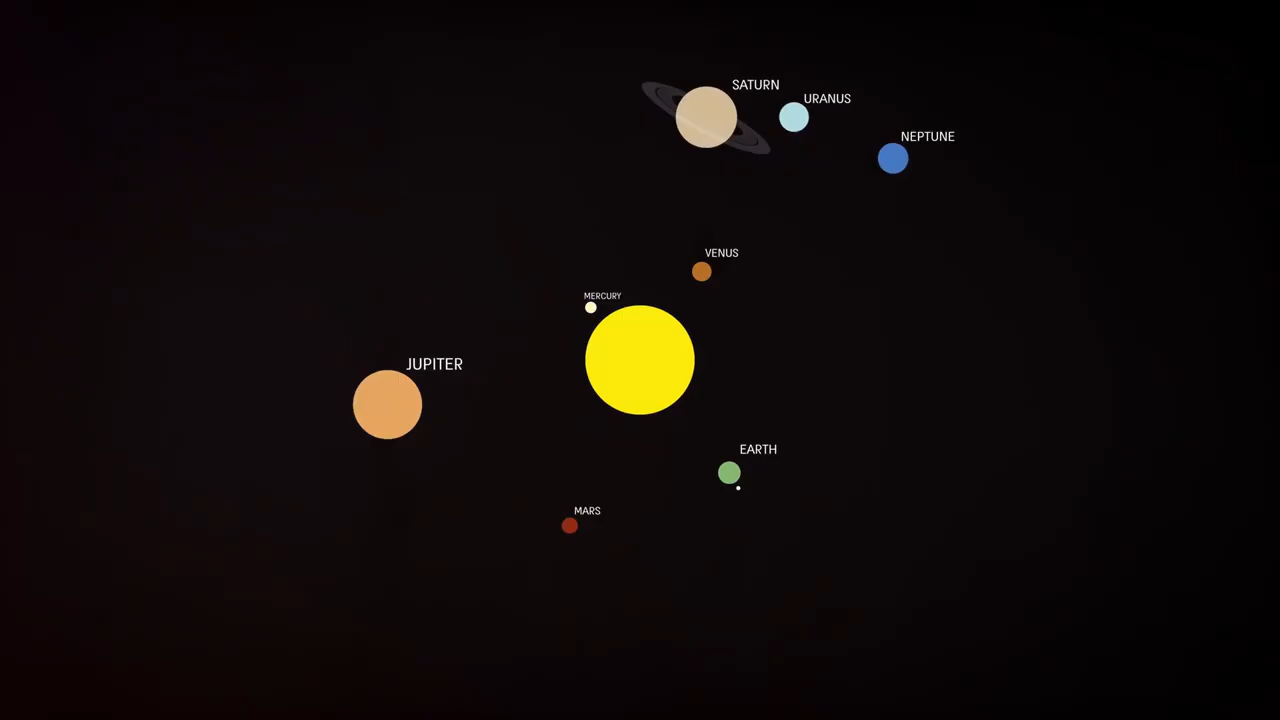 SATURN
URANUS
NEPTUNE
VENUS
MERCURY
JUPITER
EARTH
MARS